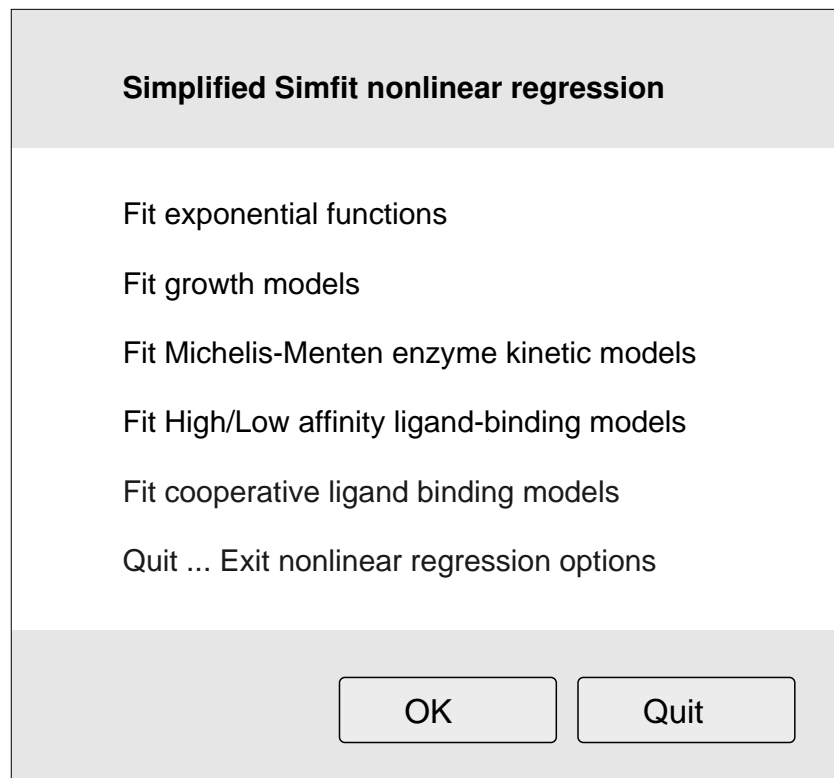 Simplified Simfit nonlinear regression
Fit exponential functions
Fit growth models
Fit Michelis-Menten enzyme kinetic models
Fit High/Low affinity ligand-binding models
Fit cooperative ligand binding models
Quit ... Exit nonlinear regression options
OK
Quit